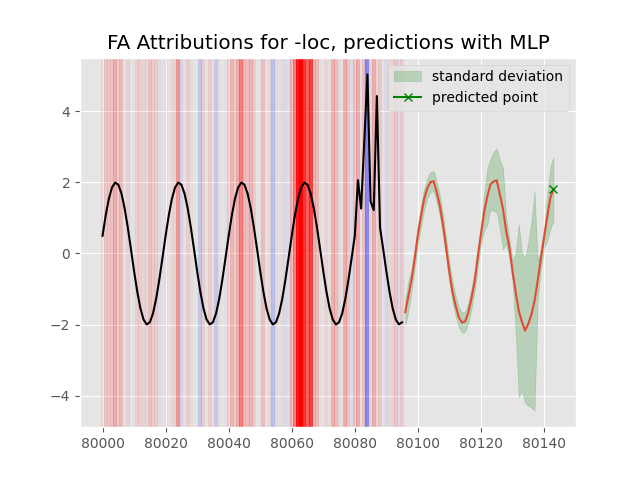 FA Attributions for -loc, predictions with MLP
standard deviation
predicted point
4
2
0
−2
−4
80000 80020 80040 80060 80080 80100 80120 80140